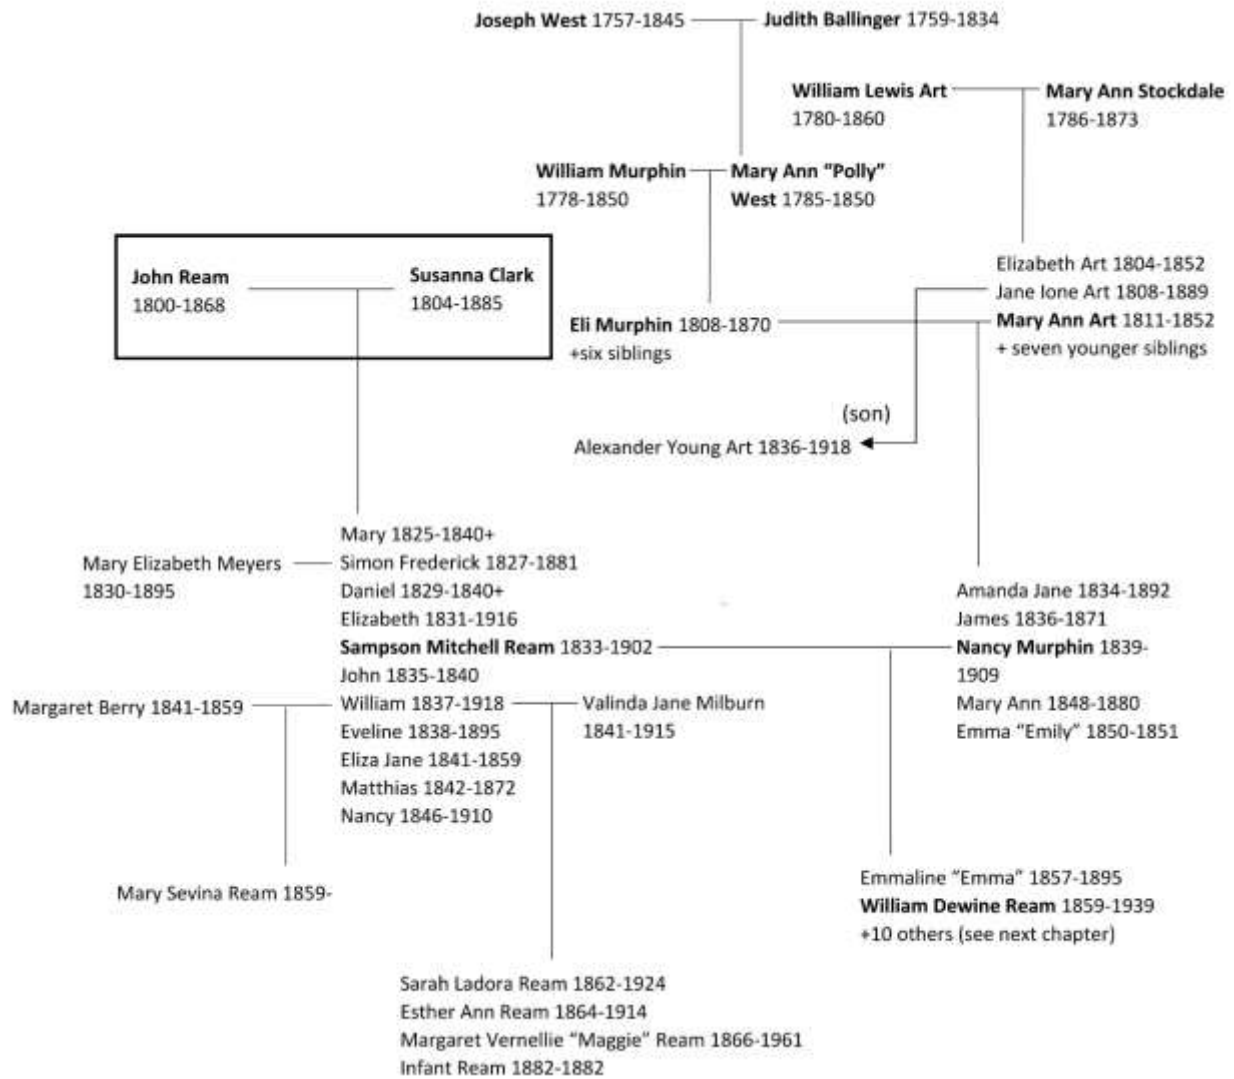 Joseph West 1757-1845
Judith Ballinger 1759-1834
William Lewis Art
1780-1860
Mary Ann Stockdale
1786-1873
William Murphin
1778-1850
Mary Ann “Polly”
West 1785-1850
John Ream
1800-1868
Susanna Clark
1804-1885
Elizabeth Art 1804-1852
Jane Ione Art 1808-1889
Mary Ann Art 1811-1852
+ seven younger siblings
Eli Murphin 1808-1870
+six siblings
(son)
Alexander Young Art 1836-1918
Mary Elizabeth Meyers
1830-1895
Mary 1825-1840+
Simon Frederick 1827-1881
Daniel 1829-1840+
Elizabeth 1831-1916
Sampson Mitchell Ream 1833-1902
John 1835-1840
William 1837-1918
Eveline 1838-1895
Eliza Jane 1841-1859
Matthias 1842-1872
Nancy 1846-1910
Amanda Jane 1834-1892
James 1836-1871
Nancy Murphin 1839-
1909
Mary Ann 1848-1880
Emma “Emily” 1850-1851
Margaret Berry 1841-1859
Valinda Jane Milburn
1841-1915
Mary Sevina Ream 1859-
Emmaline “Emma” 1857-1895
William Dewine Ream 1859-1939
+10 others (see next chapter)
Sarah Ladora Ream 1862-1924
Esther Ann Ream 1864-1914
Margaret Vernellie “Maggie” Ream 1866-1961
Infant Ream 1882-1882